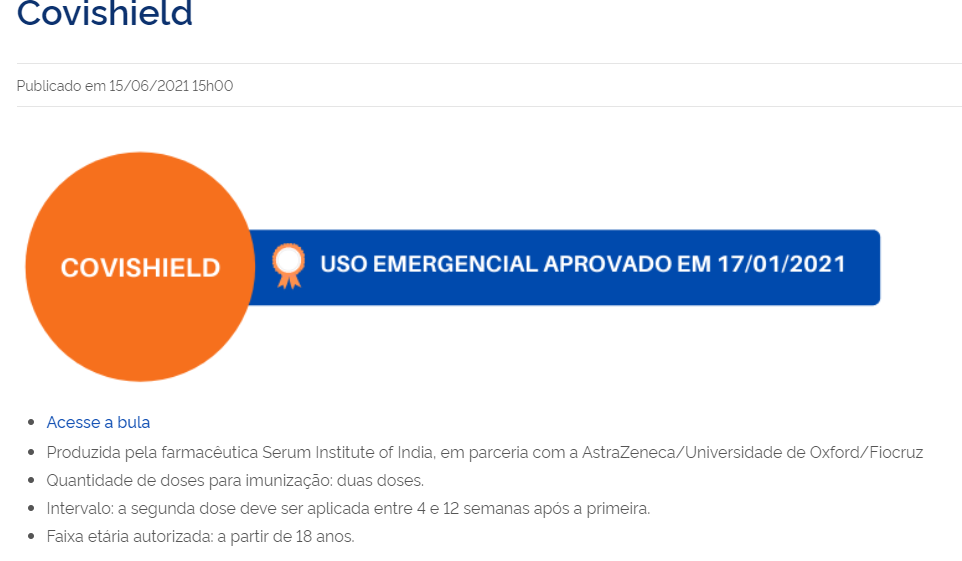 Covishield
Publicado em 15/06/2021 15h00
COVISHIELD
USO EMERGENCIAL APROVADO EM 17/01/2021
Acesse a bula
Produzida pela farmacêutica Serum Institute of India, em parceria com a AstraZeneca/Universidade de Oxford/Fiocruz
Quantidade de doses para imunização: duas doses.
Intervalo: a segunda dose deve ser aplicada entre 4 e 12 semanas após a primeira.
Faixa etária autorizada: a partir de 18 anos.